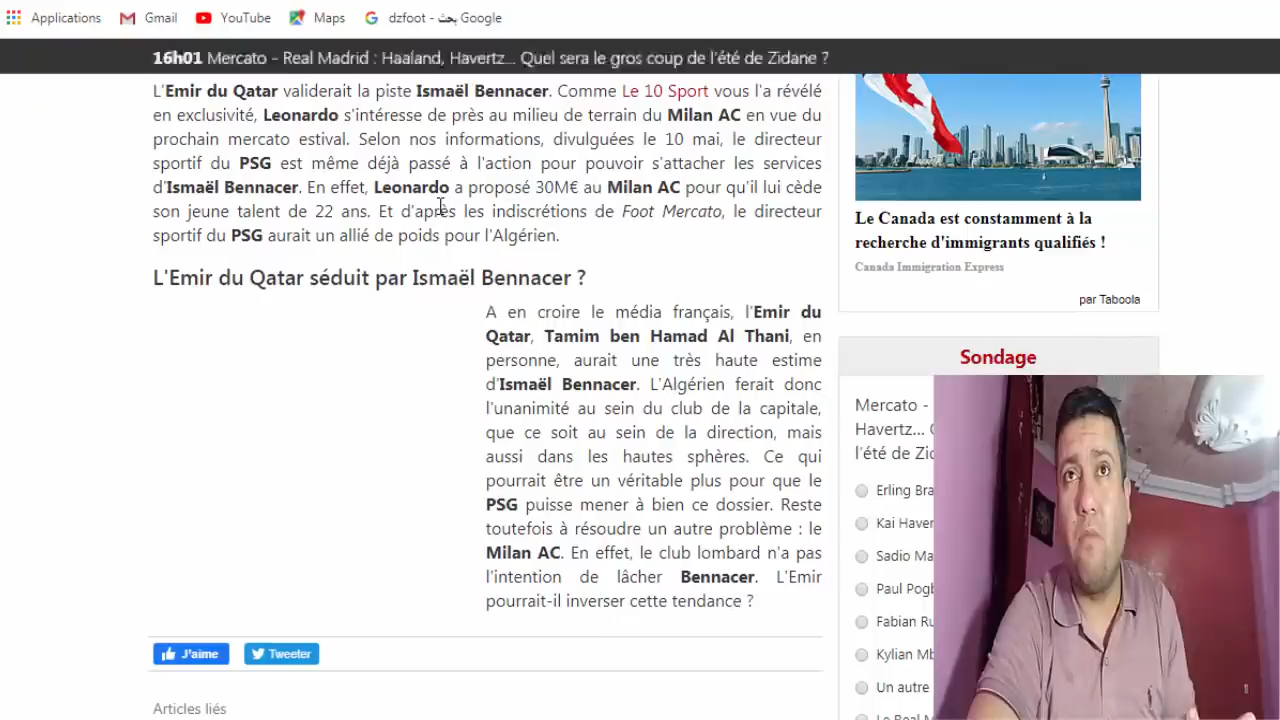 Applications
Gmail
YouTube
Maps
dzfoot - بحث Google
16h01 Mercato - Real Madrid : Haaland, Havertz... Quel sera le gros coup de l'été de Zidane ?
L'Emir du Qatar validerait la piste Ismaël Bennacer. Comme Le 10 Sport vous l'a révélé
en exclusivité, Leonardo s'intéresse de près au milieu de terrain du Milan AC en vue du
prochain mercato estival. Selon nos informations, divulguées le 10 mai, le directeur
sportif du PSG est même déjà passé à l'action pour pouvoir s'attacher les services
d'Ismaël Bennacer. En effet, Leonardo a proposé 30M€ au Milan AC pour qu'il lui cède
son jeune talent de 22 ans. Et d'après les indiscrétions de Foot Mercato, le directeur
sportif du PSG aurait un allié de poids pour l'Algérien.
L'Emir du Qatar séduit par Ismaël Bennacer ?
A en croire le média français, l'Emir du
Qatar, Tamim ben Hamad Al Thani, en
personne, aurait une très haute estime
d'Ismaël Bennacer. L'Algérien ferait donc
l'unanimité au sein du club de la capitale,
que ce soit au sein de la direction, mais
aussi dans les hautes sphères. Ce qui
pourrait être un véritable plus pour que le
PSG puisse mener à bien ce dossier. Reste
toutefois à résoudre un autre problème : le
Milan AC. En effet, le club lombard n'a pas
l'intention de lâcher Bennacer. L'Emir
pourrait-il inverser cette tendance ?
J'aime
Tweeter
Articles liés
Le Canada est constamment à la
recherche d'immigrants qualifiés !
Canada Immigration Express
par Taboola
Sondage
Mercato -
Havertz...
l'été de Zid
Erling Bra
Kai Haver
Sadio Ma
Paul Pogb
Fabian Ru
Kylian Mb
Un autre
Le Real M